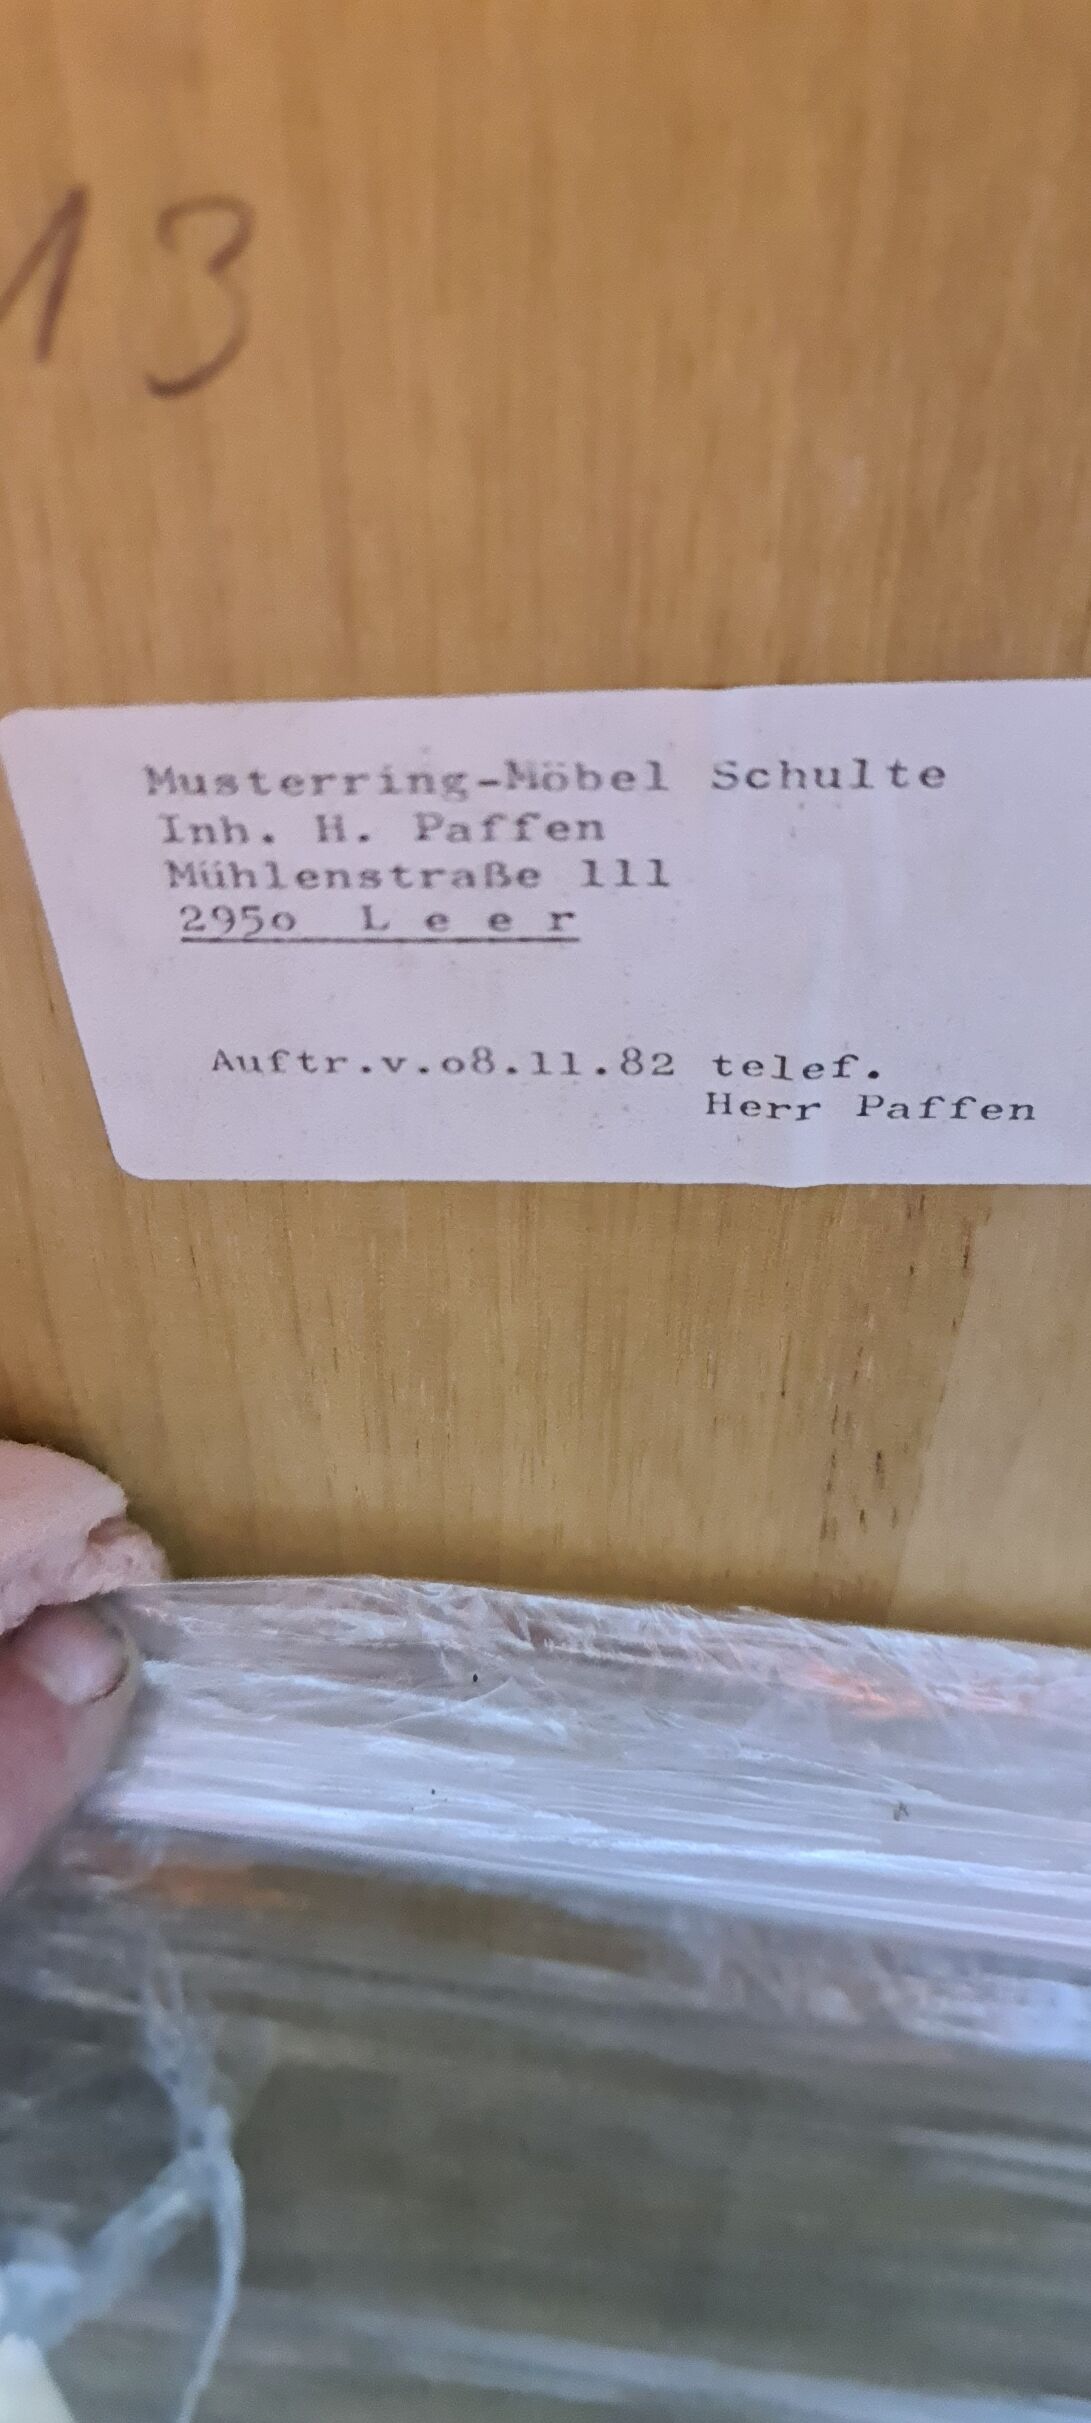 13
Musterring-Möbel Schulte
Inh. H. Paffen
Mühlenstraße 111
295o L e e r
Auftr.v.o8.11.82 telef.
Herr Paffen